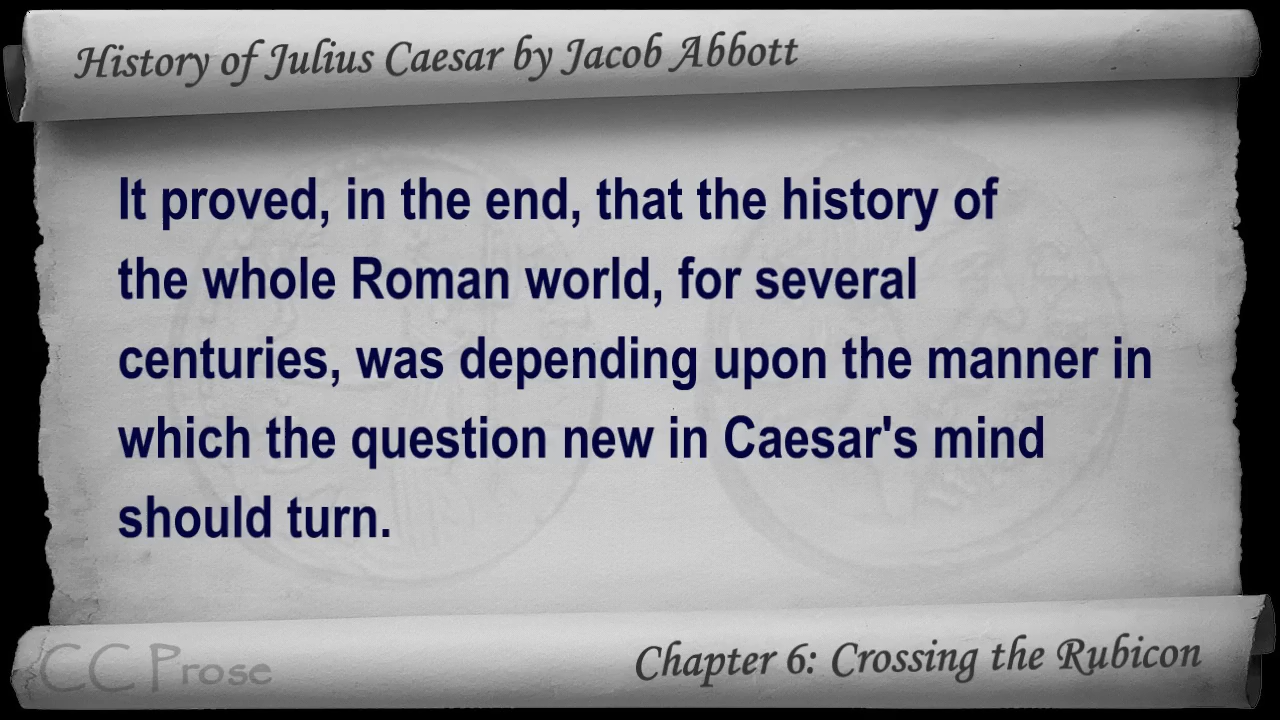 History of Julius Caesar by Jacob Abbott
It proved, in the end, that the history of
the whole Roman world, for several
centuries, was depending upon the manner in
which the question new in Caesar's mind
should turn.
CC Prose
Chapter 6: Crossing the Rubicon